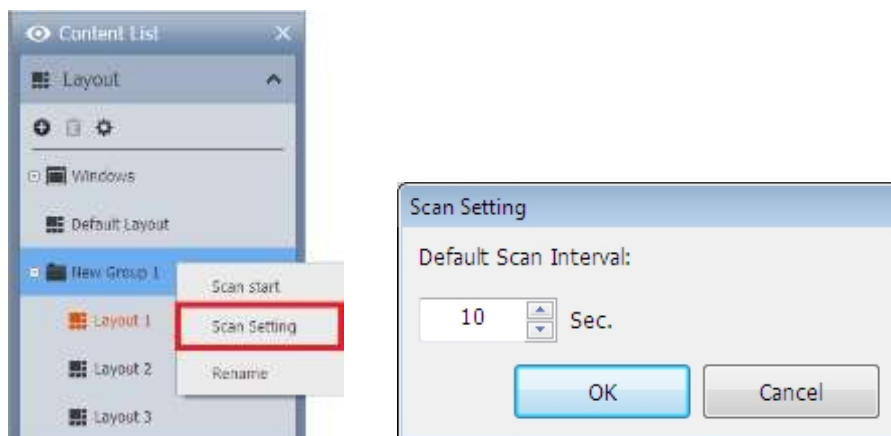 Content List
Layout
Windows
Default Layout
New Group 1
Scan start
Layout 1
Scan Setting
Layout 2
Rename
Layout 3
Scan Setting
Default Scan Interval:
10 Sec.
OK Cancel